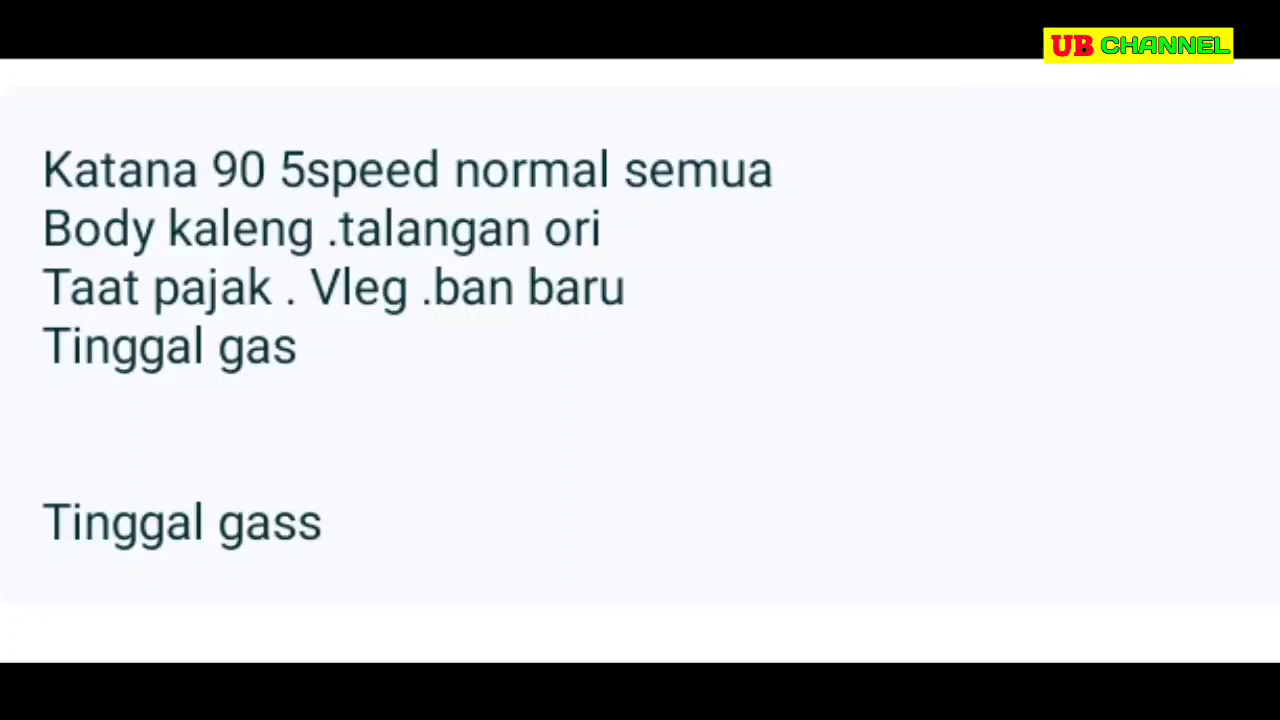 UB CHANNEL
Katana 90 5speed normal semua
Body kaleng .talangan ori
Taat pajak . Vleg .ban baru
Tinggal gas
Tinggal gass